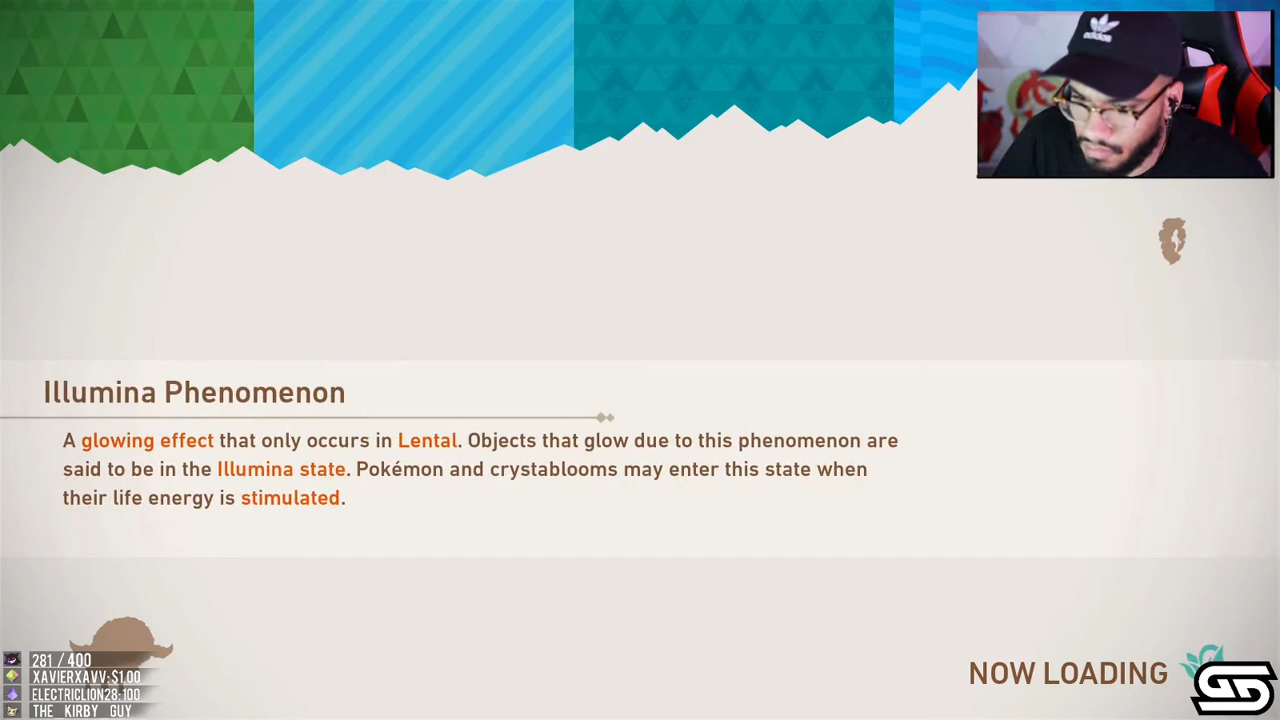 adidas
Illumina Phenomenon
A glowing effect that only occurs in Lental. Objects that glow due to this phenomenon are
said to be in the Illumina state. Pokémon and crystablooms may enter this state when
their life energy is stimulated.
281 / 400
XAVIERXAVV: $1.00
ELECTRICLION28: 100
THE_KIRBY_GUY
NOW LOADING